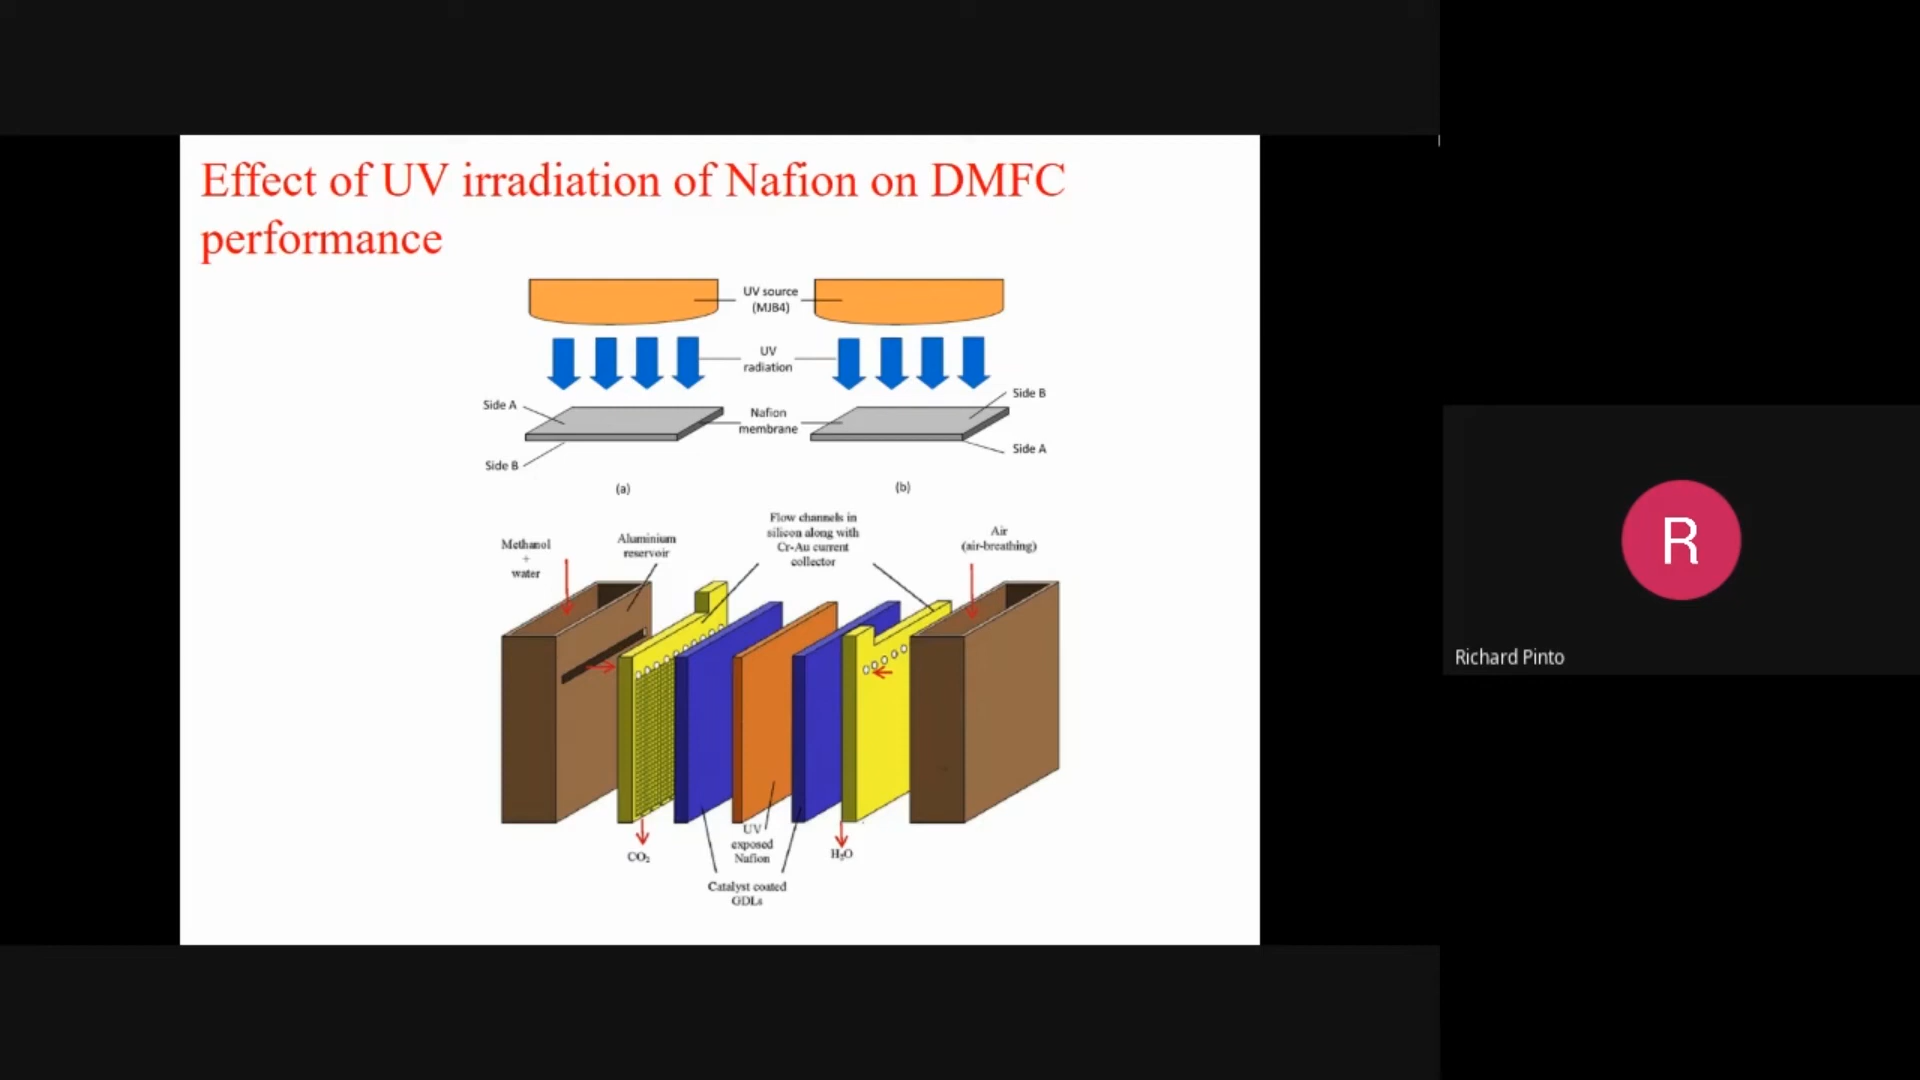 Effect of UV irradiation of Nafion on DMFC
performance
UV source
(MJB4)
UV
radiation
Side A
Side B
Nafion
membrane
Side B
Side A
(a)
(b)
Methanol
+
water
Aluminium
reservoir
Flow channels in
silicon along with
Cr-Au current
collector
Air
(air-breathing)
CO₂
UV
exposed
Nafion
H₂O
Catalyst coated
GDLs
R
Richard Pinto